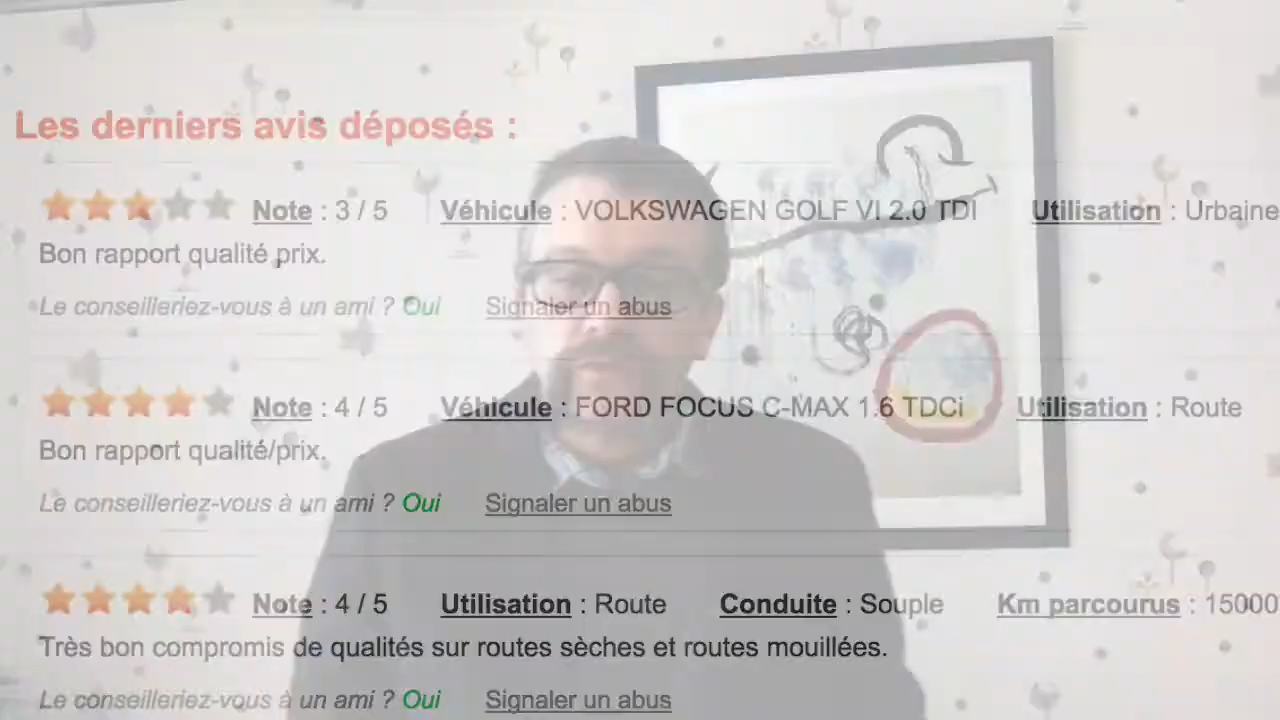 Les derniers avis déposés :
Note : 3 / 5 Véhicule : VOLKSWAGEN GOLF VI 2.0 TDI Utilisation : Urbaine
Bon rapport qualité prix.
Le conseilleriez-vous à un ami ? Oui Signaler un abus
Note : 4 / 5 Véhicule : FORD FOCUS C-MAX 1.6 TDCi Utilisation : Route
Bon rapport qualité/prix.
Le conseilleriez-vous à un ami ? Oui Signaler un abus
Note : 4 / 5 Utilisation : Route Conduite : Souple Km parcourus : 15000
Très bon compromis de qualités sur routes sèches et routes mouillées.
Le conseilleriez-vous à un ami ? Oui Signaler un abus